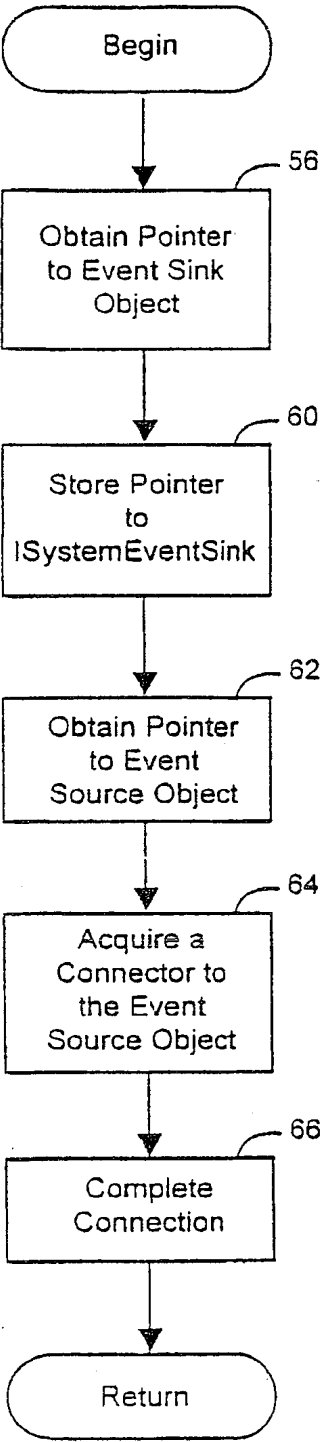 Begin
56
Obtain Pointer
to Event Sink
Object
60
Store Pointer
to
ISystemEventSink
62
Obtain Pointer
to Event
Source Object
64
Acquire a
Connector to
the Event
Source Object
66
Complete
Connection
Return